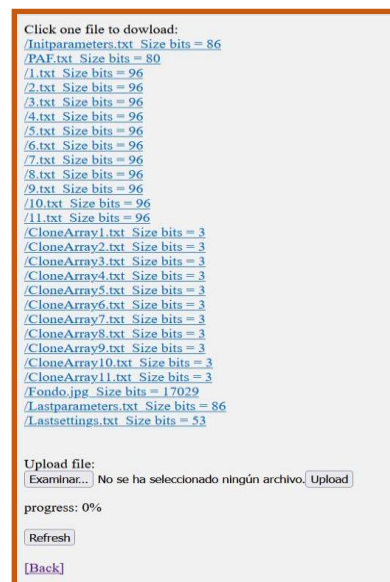 Click one file to dowload:
/Initparameters.txt Size bits = 86
/PAF.txt Size bits = 80
/1.txt Size bits = 96
/2.txt Size bits = 96
/3.txt Size bits = 96
/4.txt Size bits = 96
/5.txt Size bits = 96
/6.txt Size bits = 96
/7.txt Size bits = 96
/8.txt Size bits = 96
/9.txt Size bits = 96
/10.txt Size bits = 96
/11.txt Size bits = 96
/CloneArray1.txt Size bits = 3
/CloneArray2.txt Size bits = 3
/CloneArray3.txt Size bits = 3
/CloneArray4.txt Size bits = 3
/CloneArray5.txt Size bits = 3
/CloneArray6.txt Size bits = 3
/CloneArray7.txt Size bits = 3
/CloneArray8.txt Size bits = 3
/CloneArray9.txt Size bits = 3
/CloneArray10.txt Size bits = 3
/CloneArray11.txt Size bits = 3
/Fondo.jpg Size bits = 17029
/Lastparameters.txt Size bits = 86
/Lastsettings.txt Size bits = 53
Upload file:
Examinar... No se ha seleccionado ningún archivo. Upload
progress: 0%
Refresh
[Back]